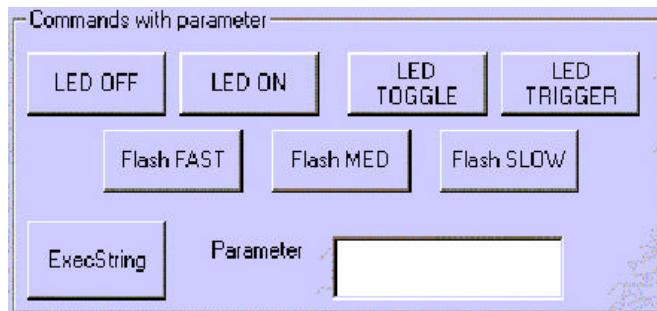 Commands with parameter
LED OFF
LED ON
LED
TOGGLE
LED
TRIGGER
Flash FAST
Flash MED
Flash SLOW
ExecString
Parameter